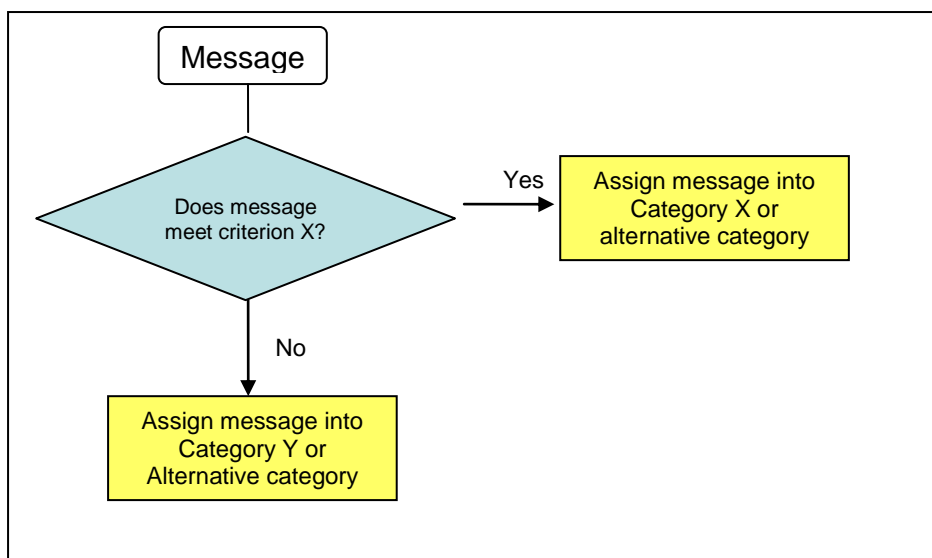 Message
Does message
meet criterion X?
Yes
Assign message into
Category X or
alternative category
No
Assign message into
Category Y or
Alternative category